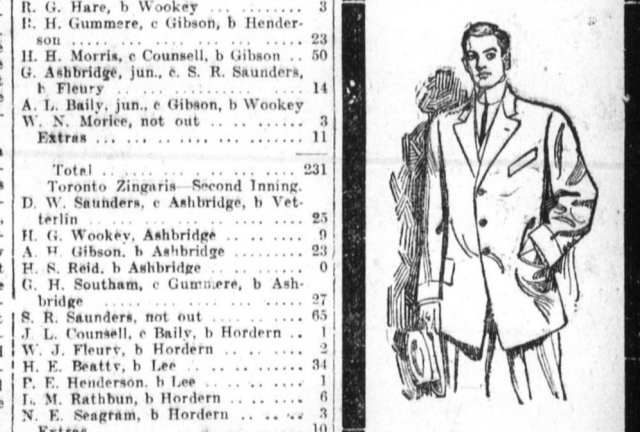 R. G. Hare, b Wookey ... .. .. .. .. 3
R. H. Gummere, c Gibson, b Hender-
son .. .. .. .. .. .. .. .. .. .. 23
H. H. Morris, c Counsell, b Gibson .. 50
G. Ashbridge, jun., c. S. R. Saunders,
b Fleury .. .. .. .. .. .. .. .. 14
A. L. Baily, jun., c Gibson, b Wookey
W. N. Morice, not out .. .. .. .. .. 3
Extras ... .. .. .. .. .. .. .. .. 11
Total .. .. .. .. .. .. .. .. .. 231
Toronto Zingaris—Second Inning.
D. W. Saunders, c Ashbridge, b Vet-
terlin .. .. .. .. .. .. .. .. .. 25
H. G. Wookey, Ashbridge .. .. .. .. 9
A. H. Gibson, b Ashbridge .. .. .. .. 23
H. S. Reid, b Ashbridge .. .. .. .. 0
G. H. Southam, c Gummere, b Ash-
bridge .. .. .. .. .. .. .. .. .. 27
S. R. Saunders, not out .. .. .. .. 65
J. L. Counsell, c Baily, b Hordern .. 1
W. J. Fleury, b Hordern .. .. .. .. 2
H. E. Beatty, b Lee .. .. .. .. .. 34
P. E. Henderson, b Lee .. .. .. .. 1
L. M. Rathbun, b Hordern .. .. .. .. 6
N. E. Seagram, b Hordern .. .. .. .. 3
Extras .. .. .. .. .. .. .. .. .. 10